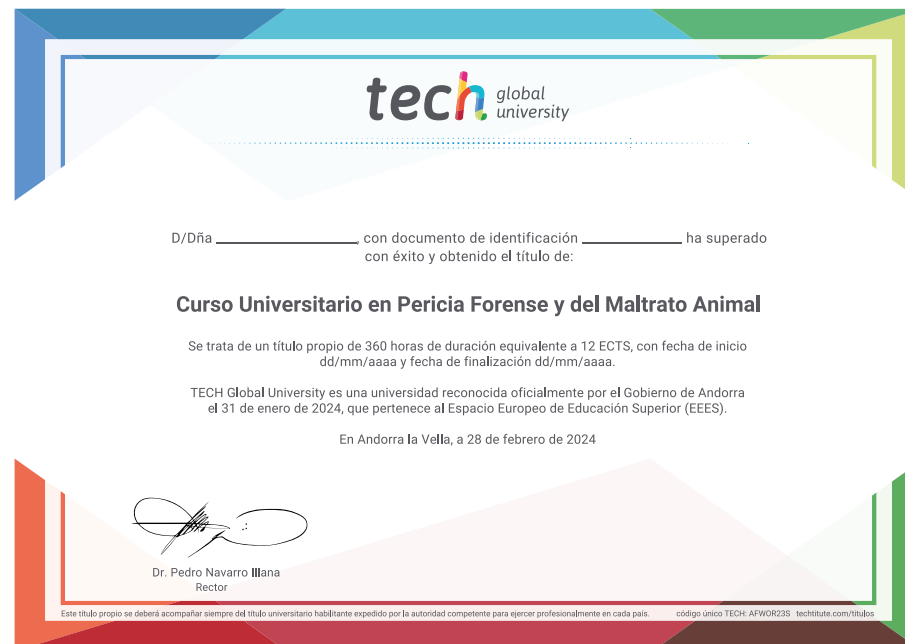 tech global
university
D/Dña ____________________, con documento de identificación ______________ ha superado
con éxito y obtenido el título de:
Curso Universitario en Pericia Forense y del Maltrato Animal
Se trata de un título propio de 360 horas de duración equivalente a 12 ECTS, con fecha de inicio
dd/mm/aaaa y fecha de finalización dd/mm/aaaa.
TECH Global University es una universidad reconocida oficialmente por el Gobierno de Andorra
el 31 de enero de 2024, que pertenece al Espacio Europeo de Educación Superior (EEES).
En Andorra la Vella, a 28 de febrero de 2024
Dr. Pedro Navarro Illana
Rector
Este título propio se deberá acompañar siempre del título universitario habilitante expedido por la autoridad competente para ejercer profesionalmente en cada país. código único TECH: AFWOR23S techtitute.com/titulos